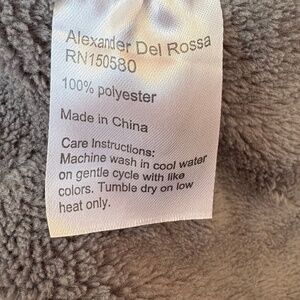 Alexander Del Rossa
RN150580
100% polyester
Made in China
Care Instructions:
Machine wash in cool water
on gentle cycle with like
colors. Tumble dry on low
heat only.